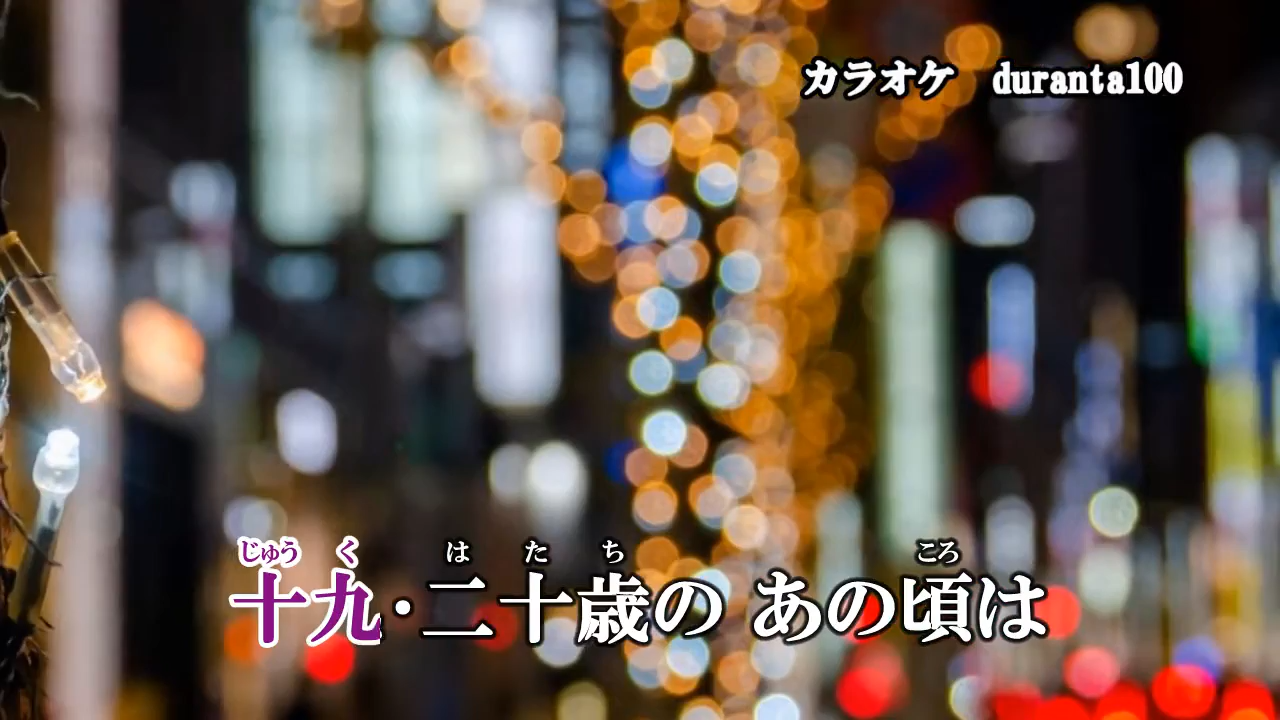 カラオケ duranta100
じゅう く は た ち ころ
十九・二十歳の あの頃は